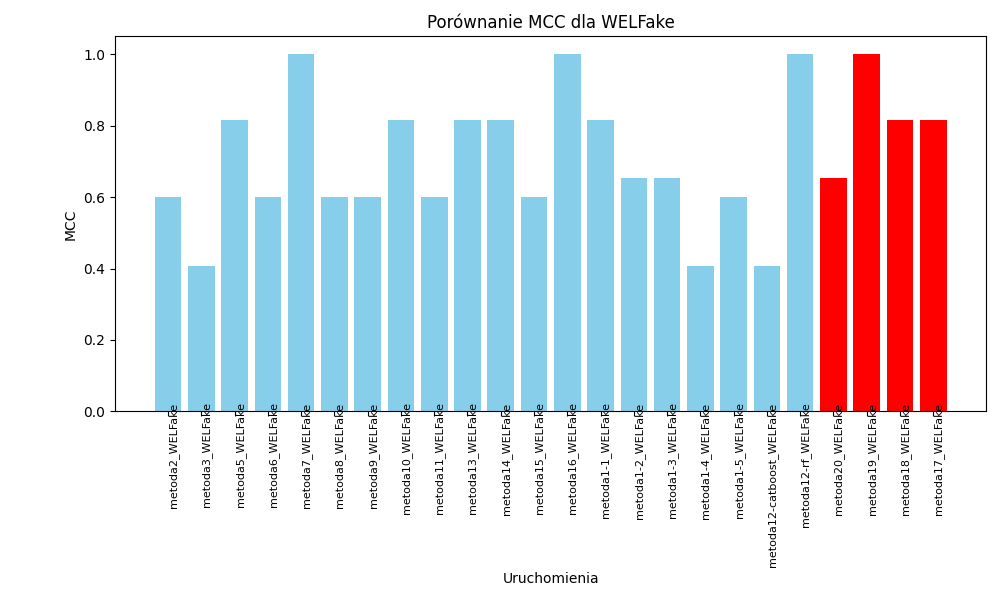 Porównanie MCC dla WELFake
MCC
1.0
0.8
0.6
0.4
0.2
0.0
metoda2_WELFake
metoda3_WELFake
metoda5_WELFake
metoda6_WELFake
metoda7_WELFake
metoda8_WELFake
metoda9_WELFake
metoda10_WELFake
metoda11_WELFake
metoda13_WELFake
metoda14_WELFake
metoda15_WELFake
metoda16_WELFake
metoda1-1_WELFake
metoda1-2_WELFake
metoda1-3_WELFake
metoda1-4_WELFake
metoda1-5_WELFake
metoda12-catboost_WELFake
metoda12-rf_WELFake
metoda20_WELFake
metoda19_WELFake
metoda18_WELFake
metoda17_WELFake
Uruchomienia